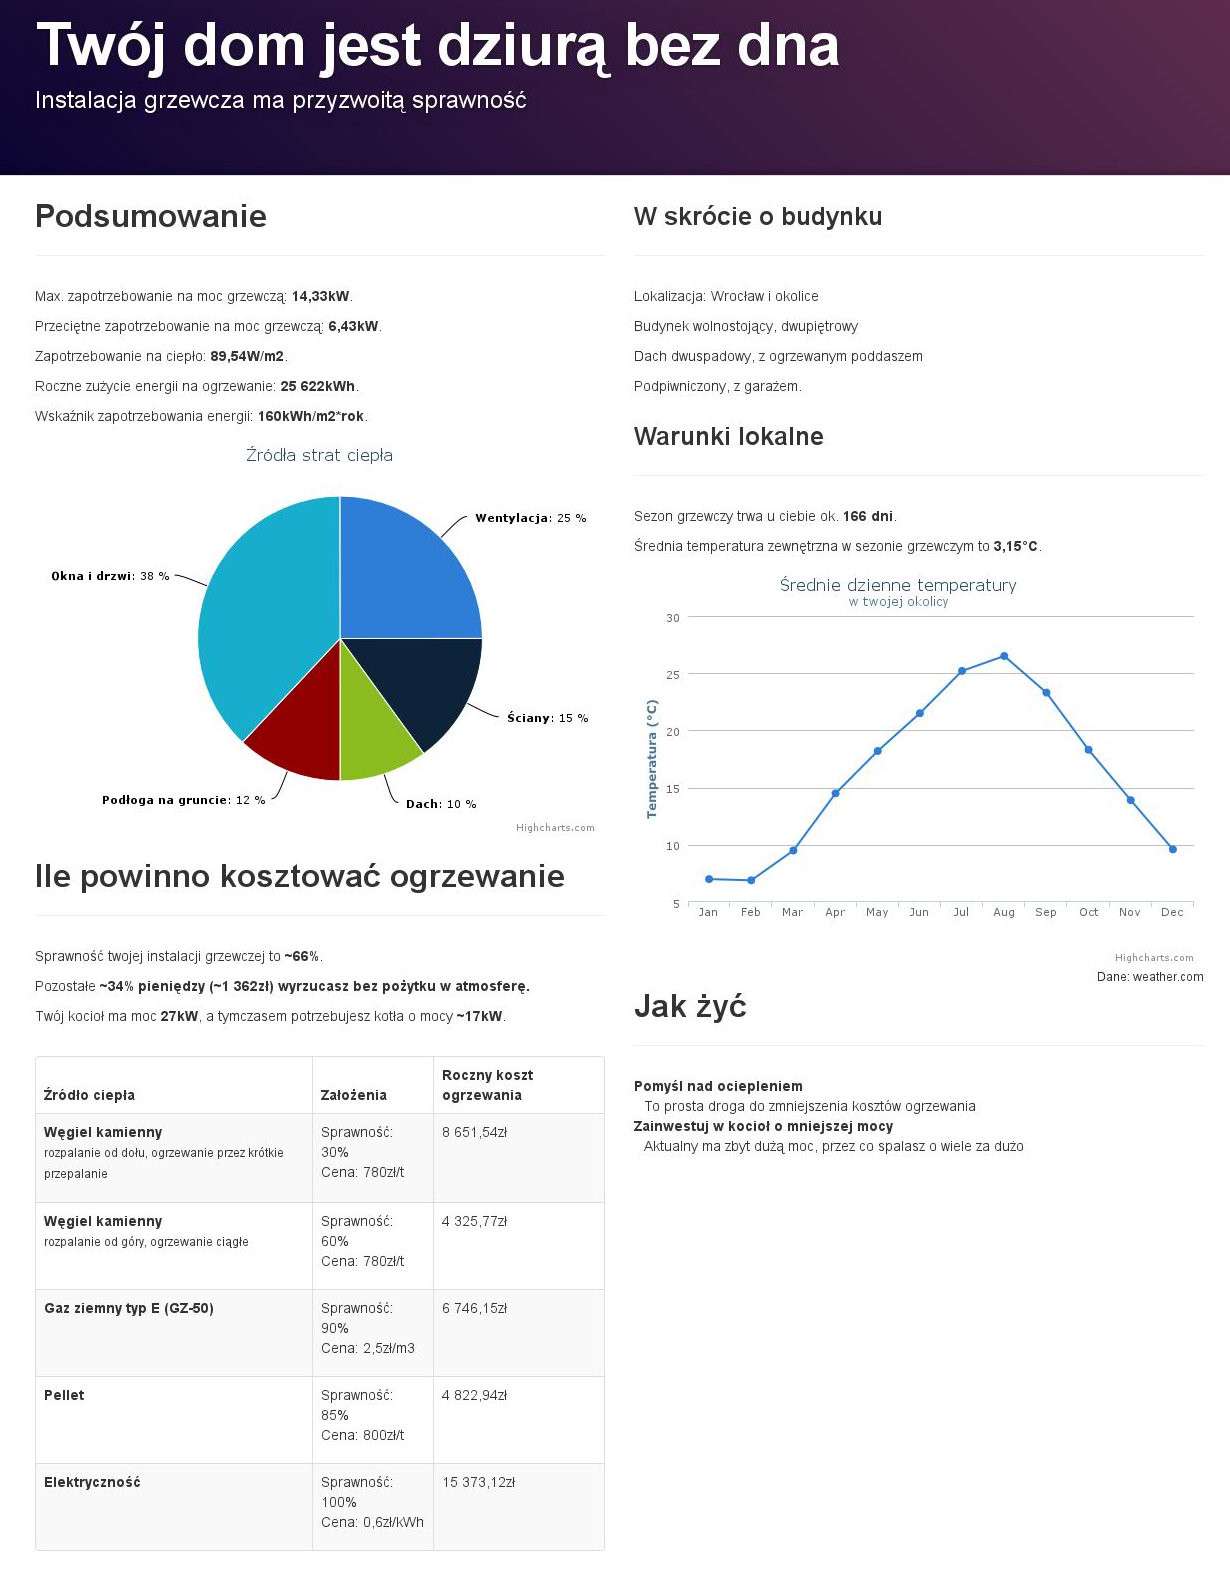 Twój dom jest dziurą bez dna
Instalacja grzewcza ma przyzwoitą sprawność
Podsumowanie
Max. zapotrzebowanie na moc grzewczą: 14,33kW.
Przeciętne zapotrzebowanie na moc grzewczą: 6,43kW.
Zapotrzebowanie na ciepło: 89,54W/m2.
Roczne zużycie energii na ogrzewanie: 25 622kWh.
Wskaźnik zapotrzebowania energii: 160kWh/m2*rok.
Źródła strat ciepła
Wentylacja: 25 %
Okna i drzwi: 38 %
Ściany: 15 %
Podłoga na gruncie: 12 %
Dach: 10 %
Highcharts.com
Ile powinno kosztować ogrzewanie
Sprawność twojej instalacji grzewczej to ~66%.
Pozostałe ~34% pieniędzy (~1 362zł) wyrzucasz bez pożytku w atmosferę.
Twój kocioł ma moc 27kW, a tymczasem potrzebujesz kotła o mocy ~17kW.
Źródło ciepła
Założenia
Roczny koszt
ogrzewania
Węgiel kamienny
rozpalanie od dołu, ogrzewanie przez krótkie
przepalanie
Sprawność:
30%
Cena: 780zł/t
8 651,54zł
Węgiel kamienny
rozpalanie od góry, ogrzewanie ciągłe
Sprawność:
60%
Cena: 780zł/t
4 325,77zł
Gaz ziemny typ E (GZ-50)
Sprawność:
90%
Cena: 2,5zł/m3
6 746,15zł
Pellet
Sprawność:
85%
Cena: 800zł/t
4 822,94zł
Elektryczność
Sprawność:
100%
Cena: 0,6zł/kWh
15 373,12zł
W skrócie o budynku
Lokalizacja: Wrocław i okolice
Budynek wolnostojący, dwupiętrowy
Dach dwuspadowy, z ogrzewanym poddaszem
Podpiwniczony, z garażem.
Warunki lokalne
Sezon grzewczy trwa u ciebie ok. 166 dni.
Średnia temperatura zewnętrzna w sezonie grzewczym to 3,15°C.
Średnie dzienne temperatury
w twojej okolicy
Temperatura (°C)
30
25
20
15
10
5
Jan Feb Mar Apr May Jun Jul Aug Sep Oct Nov Dec
Highcharts.com
Dane: weather.com
Jak żyć
Pomyśl nad ociepleniem
To prosta droga do zmniejszenia kosztów ogrzewania
Zainwestuj w kocioł o mniejszej mocy
Aktualny ma zbyt dużą moc, przez co spalasz o wiele za dużo